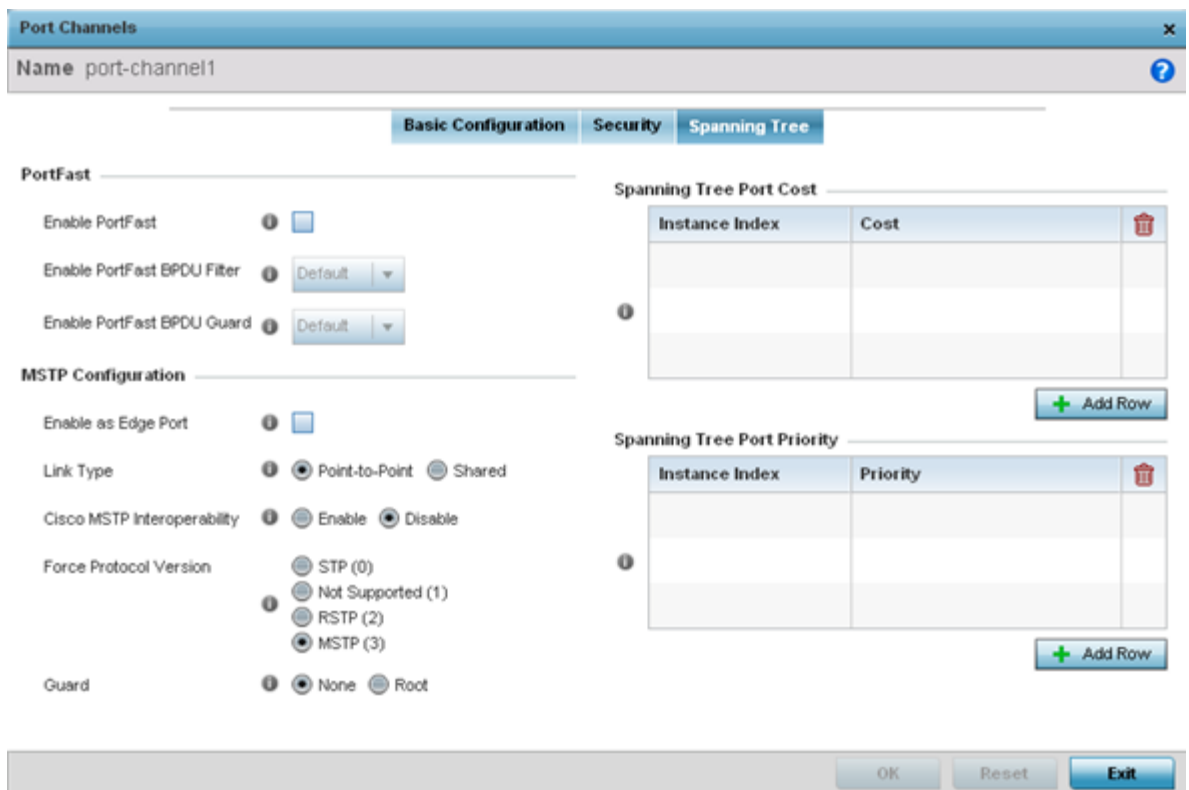 Port Channels
Name port-channel1
Basic Configuration Security Spanning Tree
PortFast
Enable PortFast
Enable PortFast BPDU Filter Default
Enable PortFast BPDU Guard Default
MSTP Configuration
Enable as Edge Port
Link Type Point-to-Point Shared
Cisco MSTP Interoperability Enable Disable
Force Protocol Version STP (0)
Not Supported (1)
RSTP (2)
MSTP (3)
Guard None Root
Spanning Tree Port Cost
Instance Index Cost
Add Row
Spanning Tree Port Priority
Instance Index Priority
Add Row
OK Reset Exit